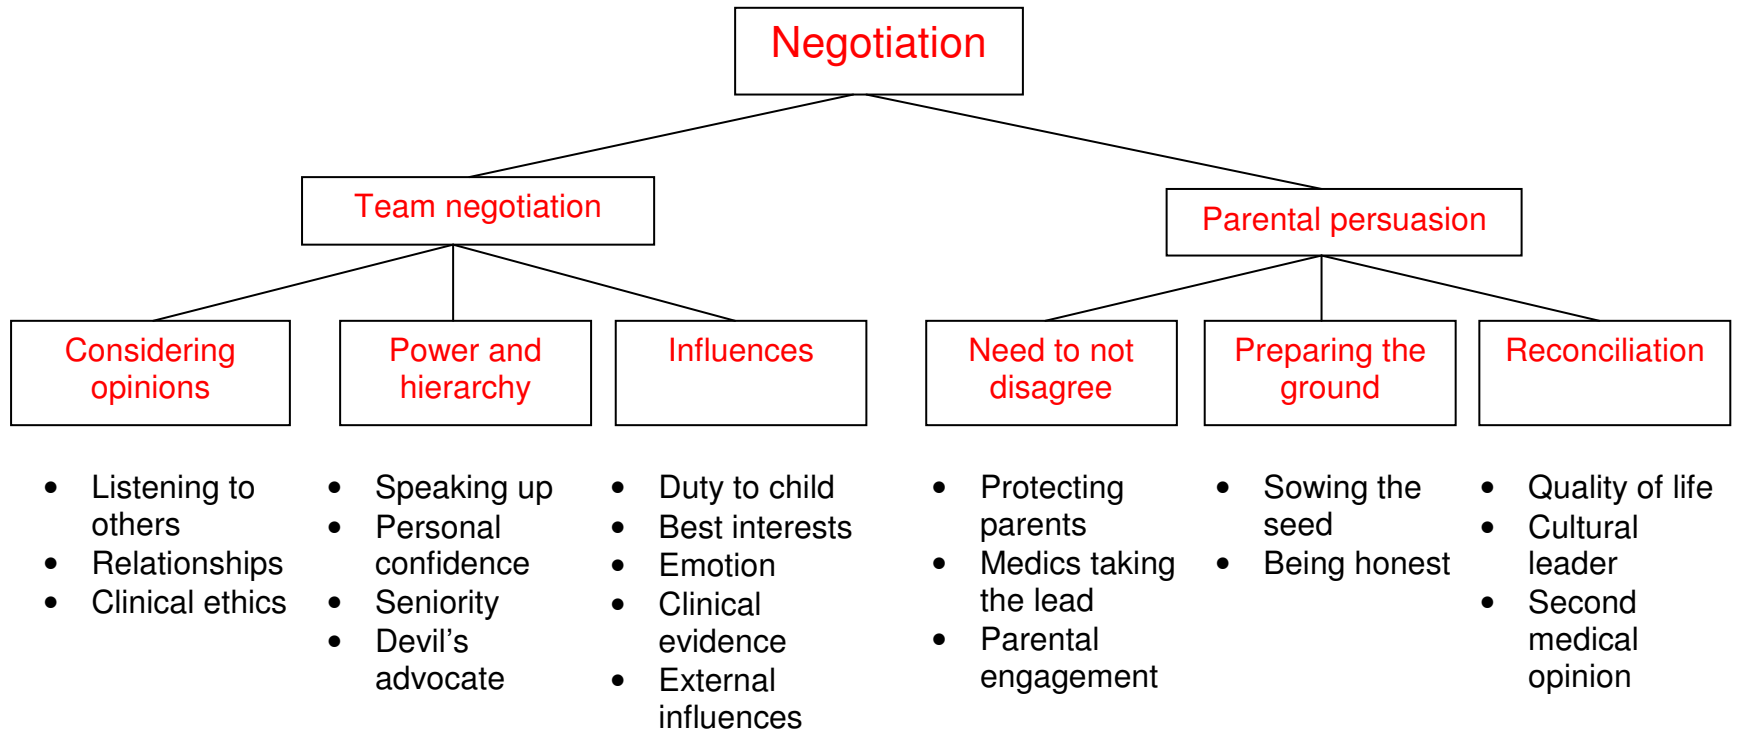 Negotiation
Team negotiation
Parental persuasion
Considering
opinions
Power and
hierarchy
Influences
Need to not
disagree
Preparing the
ground
Reconciliation
• Listening to
others
• Relationships
• Clinical ethics
• Speaking up
• Personal
confidence
• Seniority
• Devil’s
advocate
• Duty to child
• Best interests
• Emotion
• Clinical
evidence
• External
influences
• Protecting
parents
• Medics taking
the lead
• Parental
engagement
• Sowing the
seed
• Being honest
• Quality of life
• Cultural
leader
• Second
medical
opinion